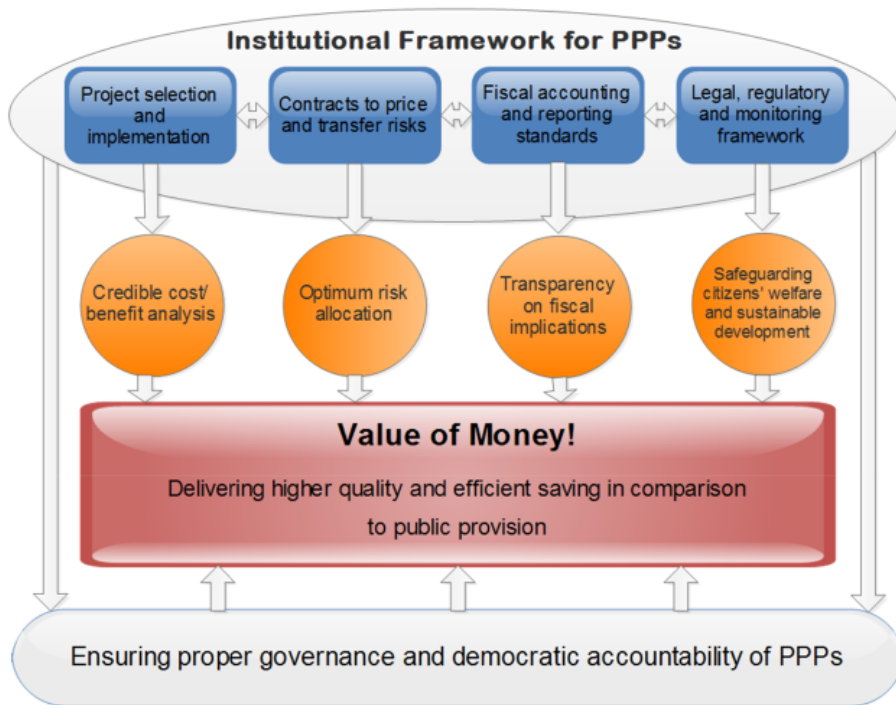 Institutional Framework for PPPs
Project selection
and
implementation
Contracts to price
and transfer risks
Fiscal accounting
and reporting
standards
Legal, regulatory
and monitoring
framework
Credible cost/
benefit analysis
Optimum risk
allocation
Transparency
on fiscal
implications
Safeguarding
citizens' welfare
and sustainable
development
Value of Money!
Delivering higher quality and efficient saving in comparison
to public provision
Ensuring proper governance and democratic accountability of PPPs